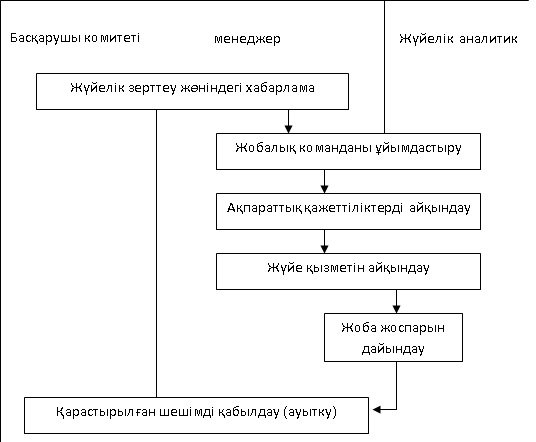 Басқарушы комитеті
менеджер
Жүйелік аналитик
Жүйелік зерттеу жөніндегі хабарлама
Жобалық команданы ұйымдастыру
Ақпараттық қажеттіліктерді айқындау
Жүйе қызметін айқындау
Жоба жоспарын
дайындау
Қарастырылған шешімді қабылдау (ауытку)